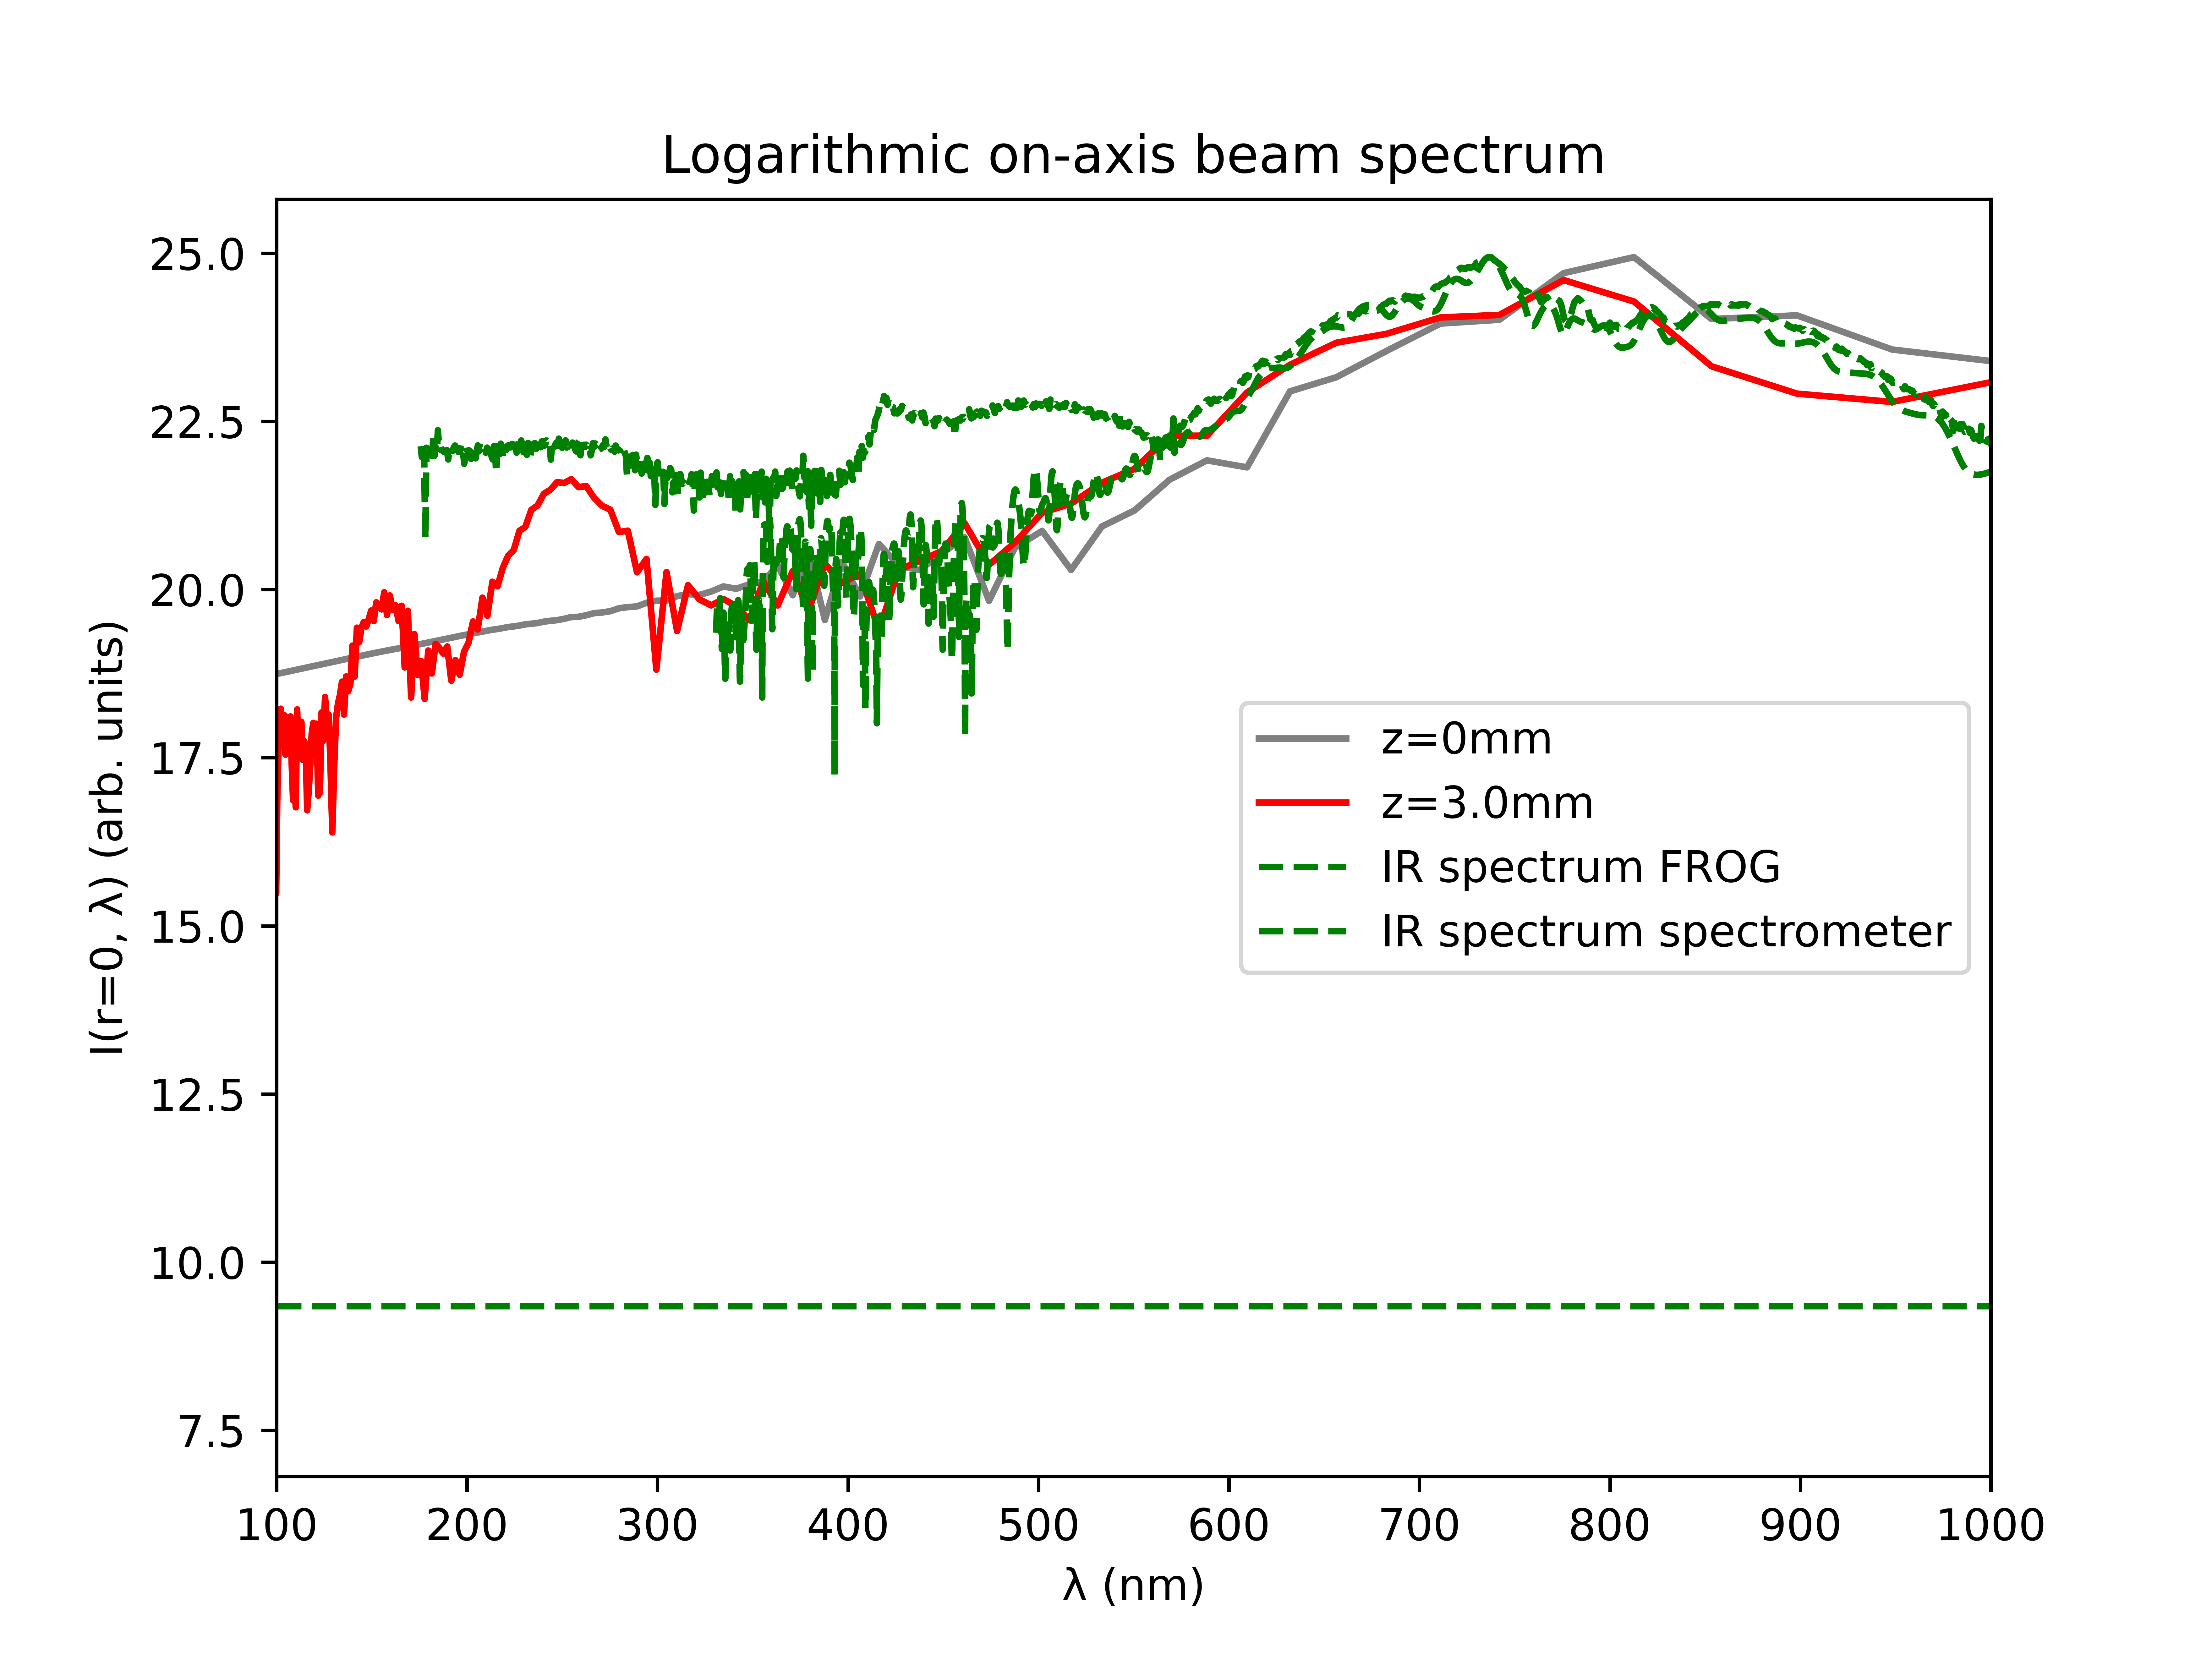 Logarithmic on-axis beam spectrum
I(r=0, λ) (arb. units)
25.0
22.5
20.0
17.5
15.0
12.5
10.0
7.5
z=0mm
z=3.0mm
IR spectrum FROG
IR spectrum spectrometer
100 200 300 400 500 600 700 800 900 1000
λ (nm)